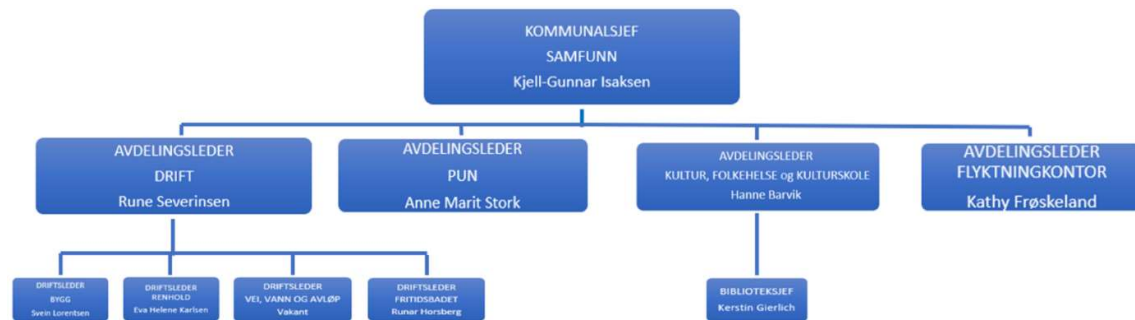 KOMMUNALSJEF
SAMFUNN
Kjell-Gunnar Isaksen
AVDELINGSLEDER
DRIFT
Rune Severinsen
AVDELINGSLEDER
PUN
Anne Marit Stork
AVDELINGSLEDER
KULTUR, FOLKEHELSE og KULTURSKOLE
Hanne Barvik
AVDELINGSLEDER
FLYKTNINGKONTOR
Kathy Frøskeland
DRIFTSLEDER
BYGG
Svein Lorentsen
DRIFTSLEDER
RENHOLD
Eva Helene Karlsen
DRIFTSLEDER
VEI, VANN OG AVLØP
Vakant
DRIFTSLEDER
FRITIDSBADET
Runar Horsberg
BIBLIOTEKSJEF
Kerstin Gierlich